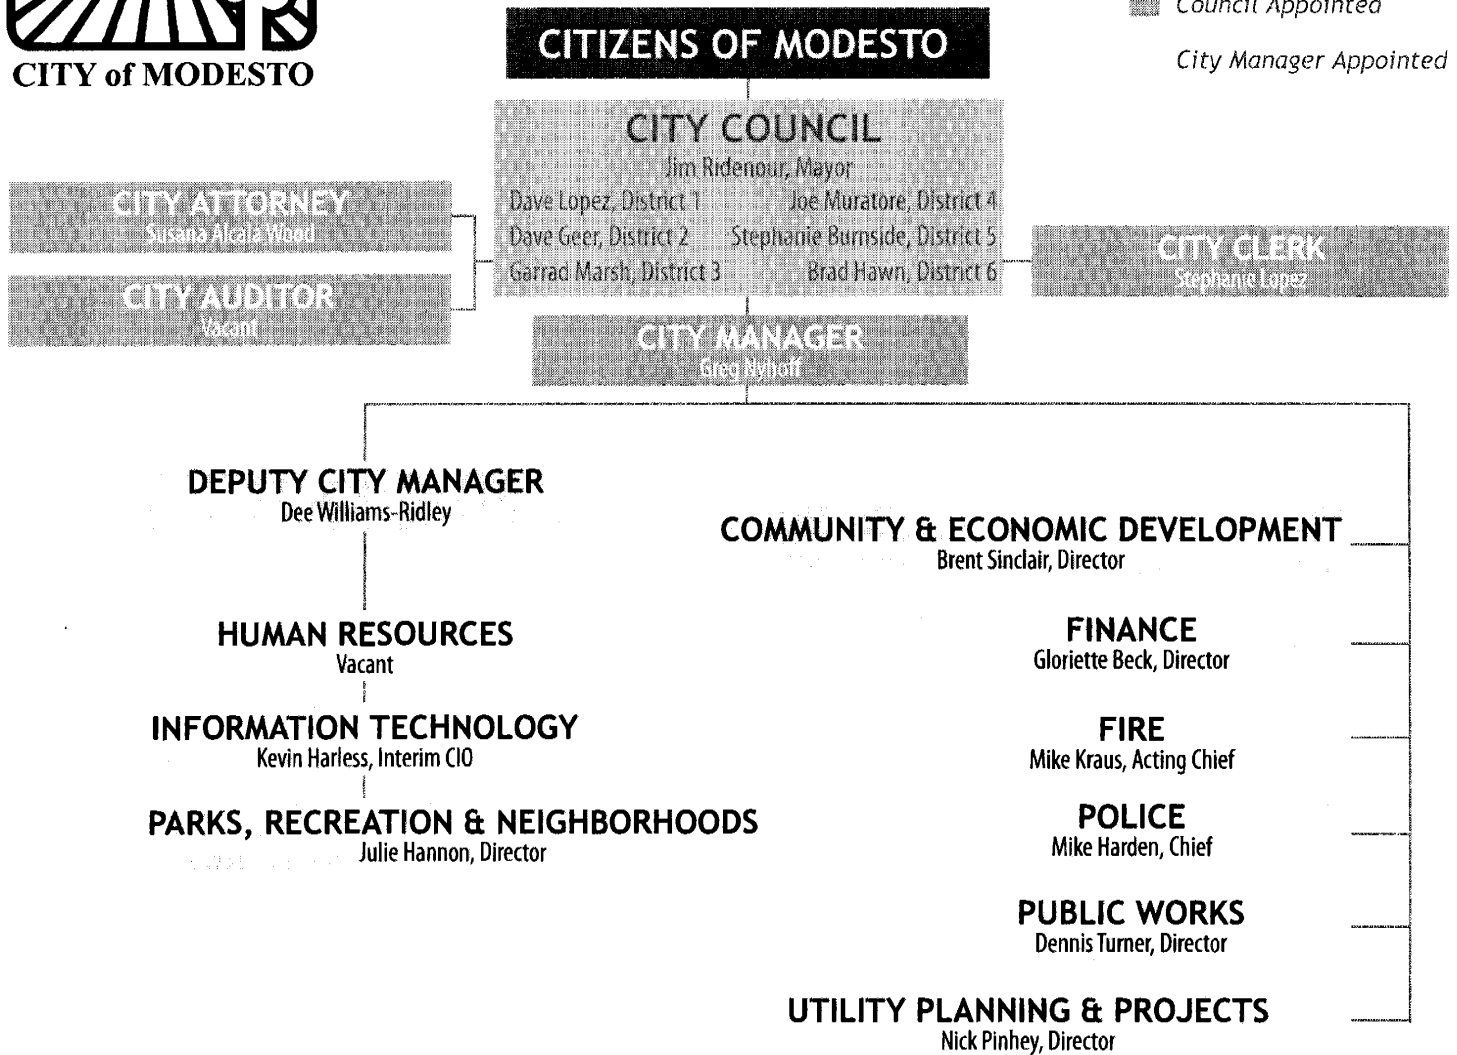 Council Appointed
City Manager Appointed
CITY of MODESTO
CITIZENS OF MODESTO
CITY COUNCIL
Jim Ridenour, Mayor
Dave Lopez, District 1
Joe Muratore, District 4
Dave Geer, District 2
Stephanie Burnside, District 5
Garrad Marsh, District 3
Brad Hawn, District 6
CITY ATTORNEY
Susana Alcala Wood
CITY AUDITOR
Vacant
CITY CLERK
Stephanie Lopez
CITY MANAGER
Greg Nyhoff
DEPUTY CITY MANAGER
Dee Williams-Ridley
HUMAN RESOURCES
Vacant
INFORMATION TECHNOLOGY
Kevin Harless, Interim CIO
PARKS, RECREATION & NEIGHBORHOODS
Julie Hannon, Director
COMMUNITY & ECONOMIC DEVELOPMENT
Brent Sinclair, Director
FINANCE
Gloriette Beck, Director
FIRE
Mike Kraus, Acting Chief
POLICE
Mike Harden, Chief
PUBLIC WORKS
Dennis Turner, Director
UTILITY PLANNING & PROJECTS
Nick Pinhey, Director